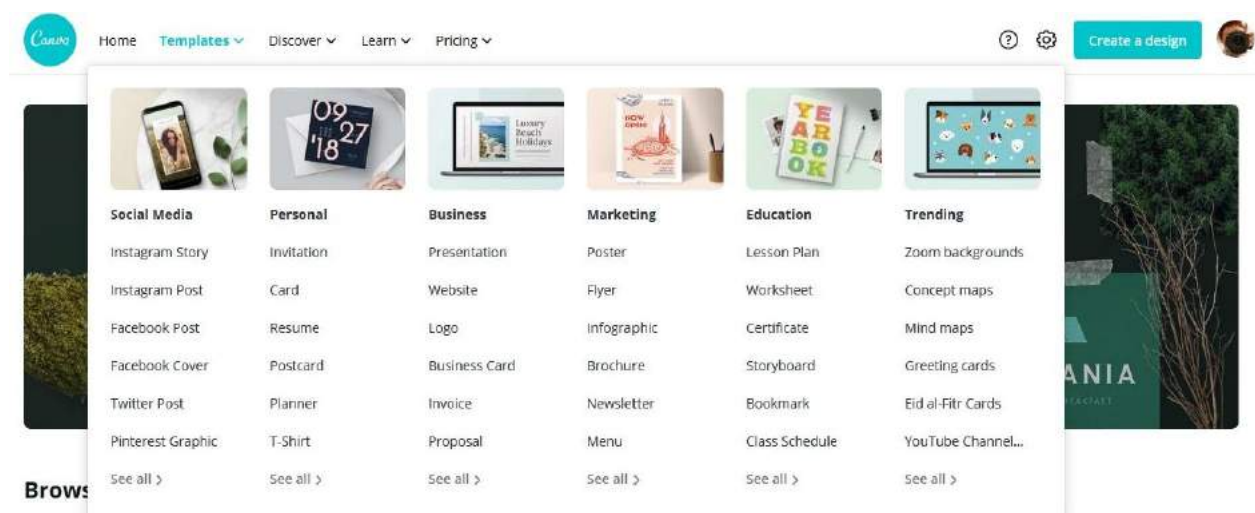 Canva
Home Templates Discover Learn Pricing
? Create a design
09
27
'18
Luxury
Beach
Holidays
NOW
OPEN
YE
AR
BO
OK
Social Media Personal Business Marketing Education Trending
Instagram Story Invitation Presentation Poster Lesson Plan Zoom backgrounds
Instagram Post Card Website Flyer Worksheet Concept maps
Facebook Post Resume Logo Infographic Certificate Mind maps
Facebook Cover Postcard Business Card Brochure Storyboard Greeting cards
ANIA
Twitter Post Planner Invoice Newsletter Bookmark Eid al-Fitr Cards
Pinterest Graphic T-Shirt Proposal Menu Class Schedule YouTube Channel...
See all > See all > See all > See all > See all > See all >
Brows